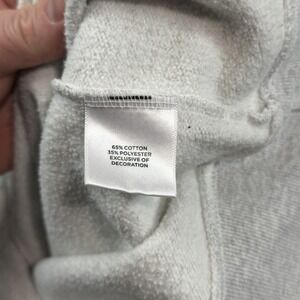 65% COTTON
35% POLYESTER
EXCLUSIVE OF
DECORATION